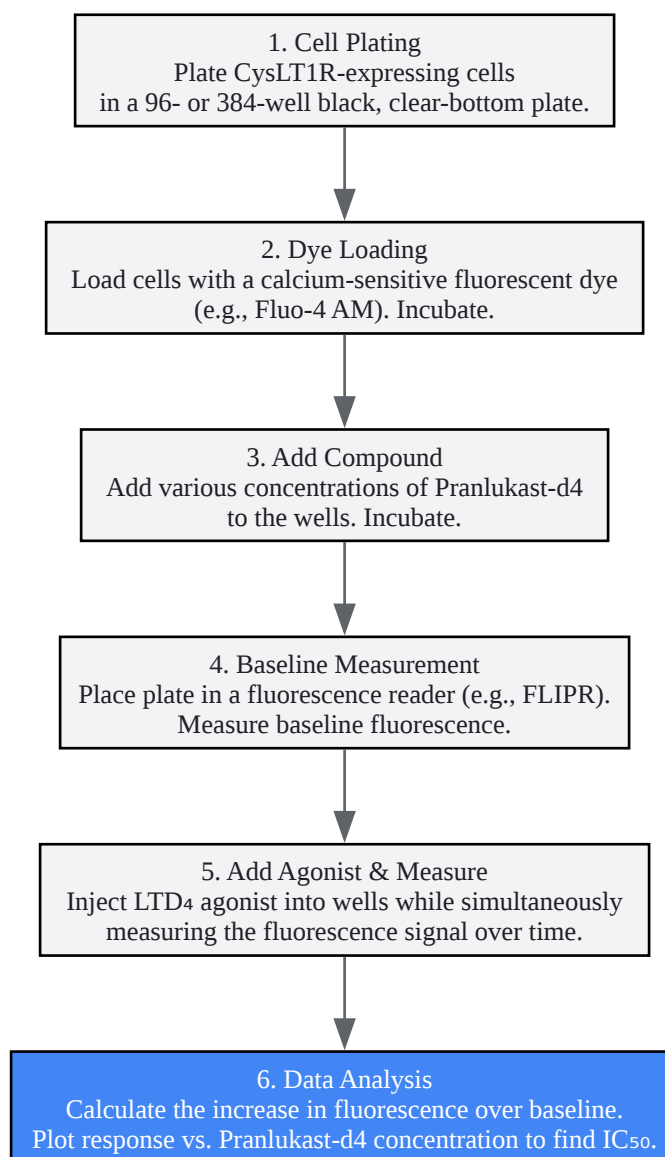 1. Cell Plating
Plate CysLT1R-expressing cells
in a 96- or 384-well black, clear-bottom plate.
2. Dye Loading
Load cells with a calcium-sensitive fluorescent dye
(e.g., Fluo-4 AM). Incubate.
3. Add Compound
Add various concentrations of Pranlukast-d4
to the wells. Incubate.
4. Baseline Measurement
Place plate in a fluorescence reader (e.g., FLIPR).
Measure baseline fluorescence.
5. Add Agonist & Measure
Inject LTD₄ agonist into wells while simultaneously
measuring the fluorescence signal over time.
6. Data Analysis
Calculate the increase in fluorescence over baseline.
Plot response vs. Pranlukast-d4 concentration to find IC₅₀.